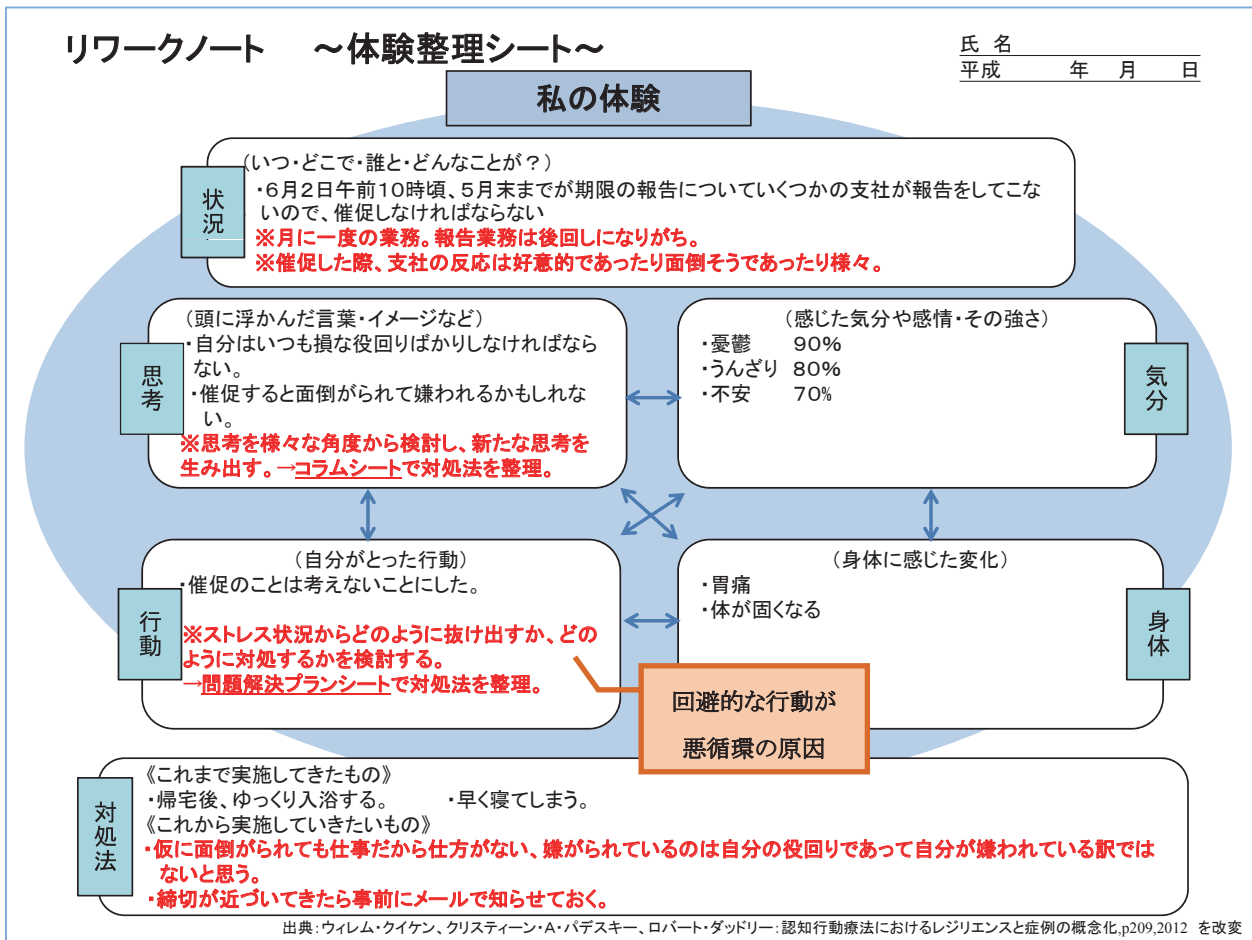 リワークノート　～体験整理シート～
氏 名
平成　　　年　月　　日
私の体験
状況
(いつ・どこで・誰と・どんなことが？)
・６月２日午前１０時頃、５月末までが期限の報告についていくつかの支社が報告をしてこな
いので、催促しなければならない
※月に一度の業務。報告業務は後回しになりがち。
※催促した際、支社の反応は好意的であったり面倒そうであったり様々。
思考
(頭に浮かんだ言葉・イメージなど)
・自分はいつも損な役回りばかりしなければなら
ない。
・催促すると面倒がられて嫌われるかもしれな
い。
※思考を様々な角度から検討し、新たな思考を
生み出す。→コラムシートで対処法を整理。
気分
(感じた気分や感情・その強さ)
・憂鬱　90%
・うんざり 80%
・不安　70%
行動
(自分がとった行動)
・催促のことは考えないことにした。
※ストレス状況からどのように抜け出すか、どの
ように対処するかを検討する。
→問題解決プランシートで対処法を整理。
身体
(身体に感じた変化)
・胃痛
・体が固くなる
回避的な行動が
悪循環の原因
対処法
《これまで実施してきたもの》
・帰宅後、ゆっくり入浴する。　　・早く寝てしまう。
《これから実施していきたいもの》
・仮に面倒がられても仕事だから仕方がない、嫌がられているのは自分の役回りであって自分が嫌われている訳では
ないと思う。
・締切が近づいてきたら事前にメールで知らせておく。
出典：ウィレム・クイケン、クリスティーン・A・パデスキー、ロバート・ダッドリー：認知行動療法におけるレジリエンスと症例の概念化,p209,2012 を改変